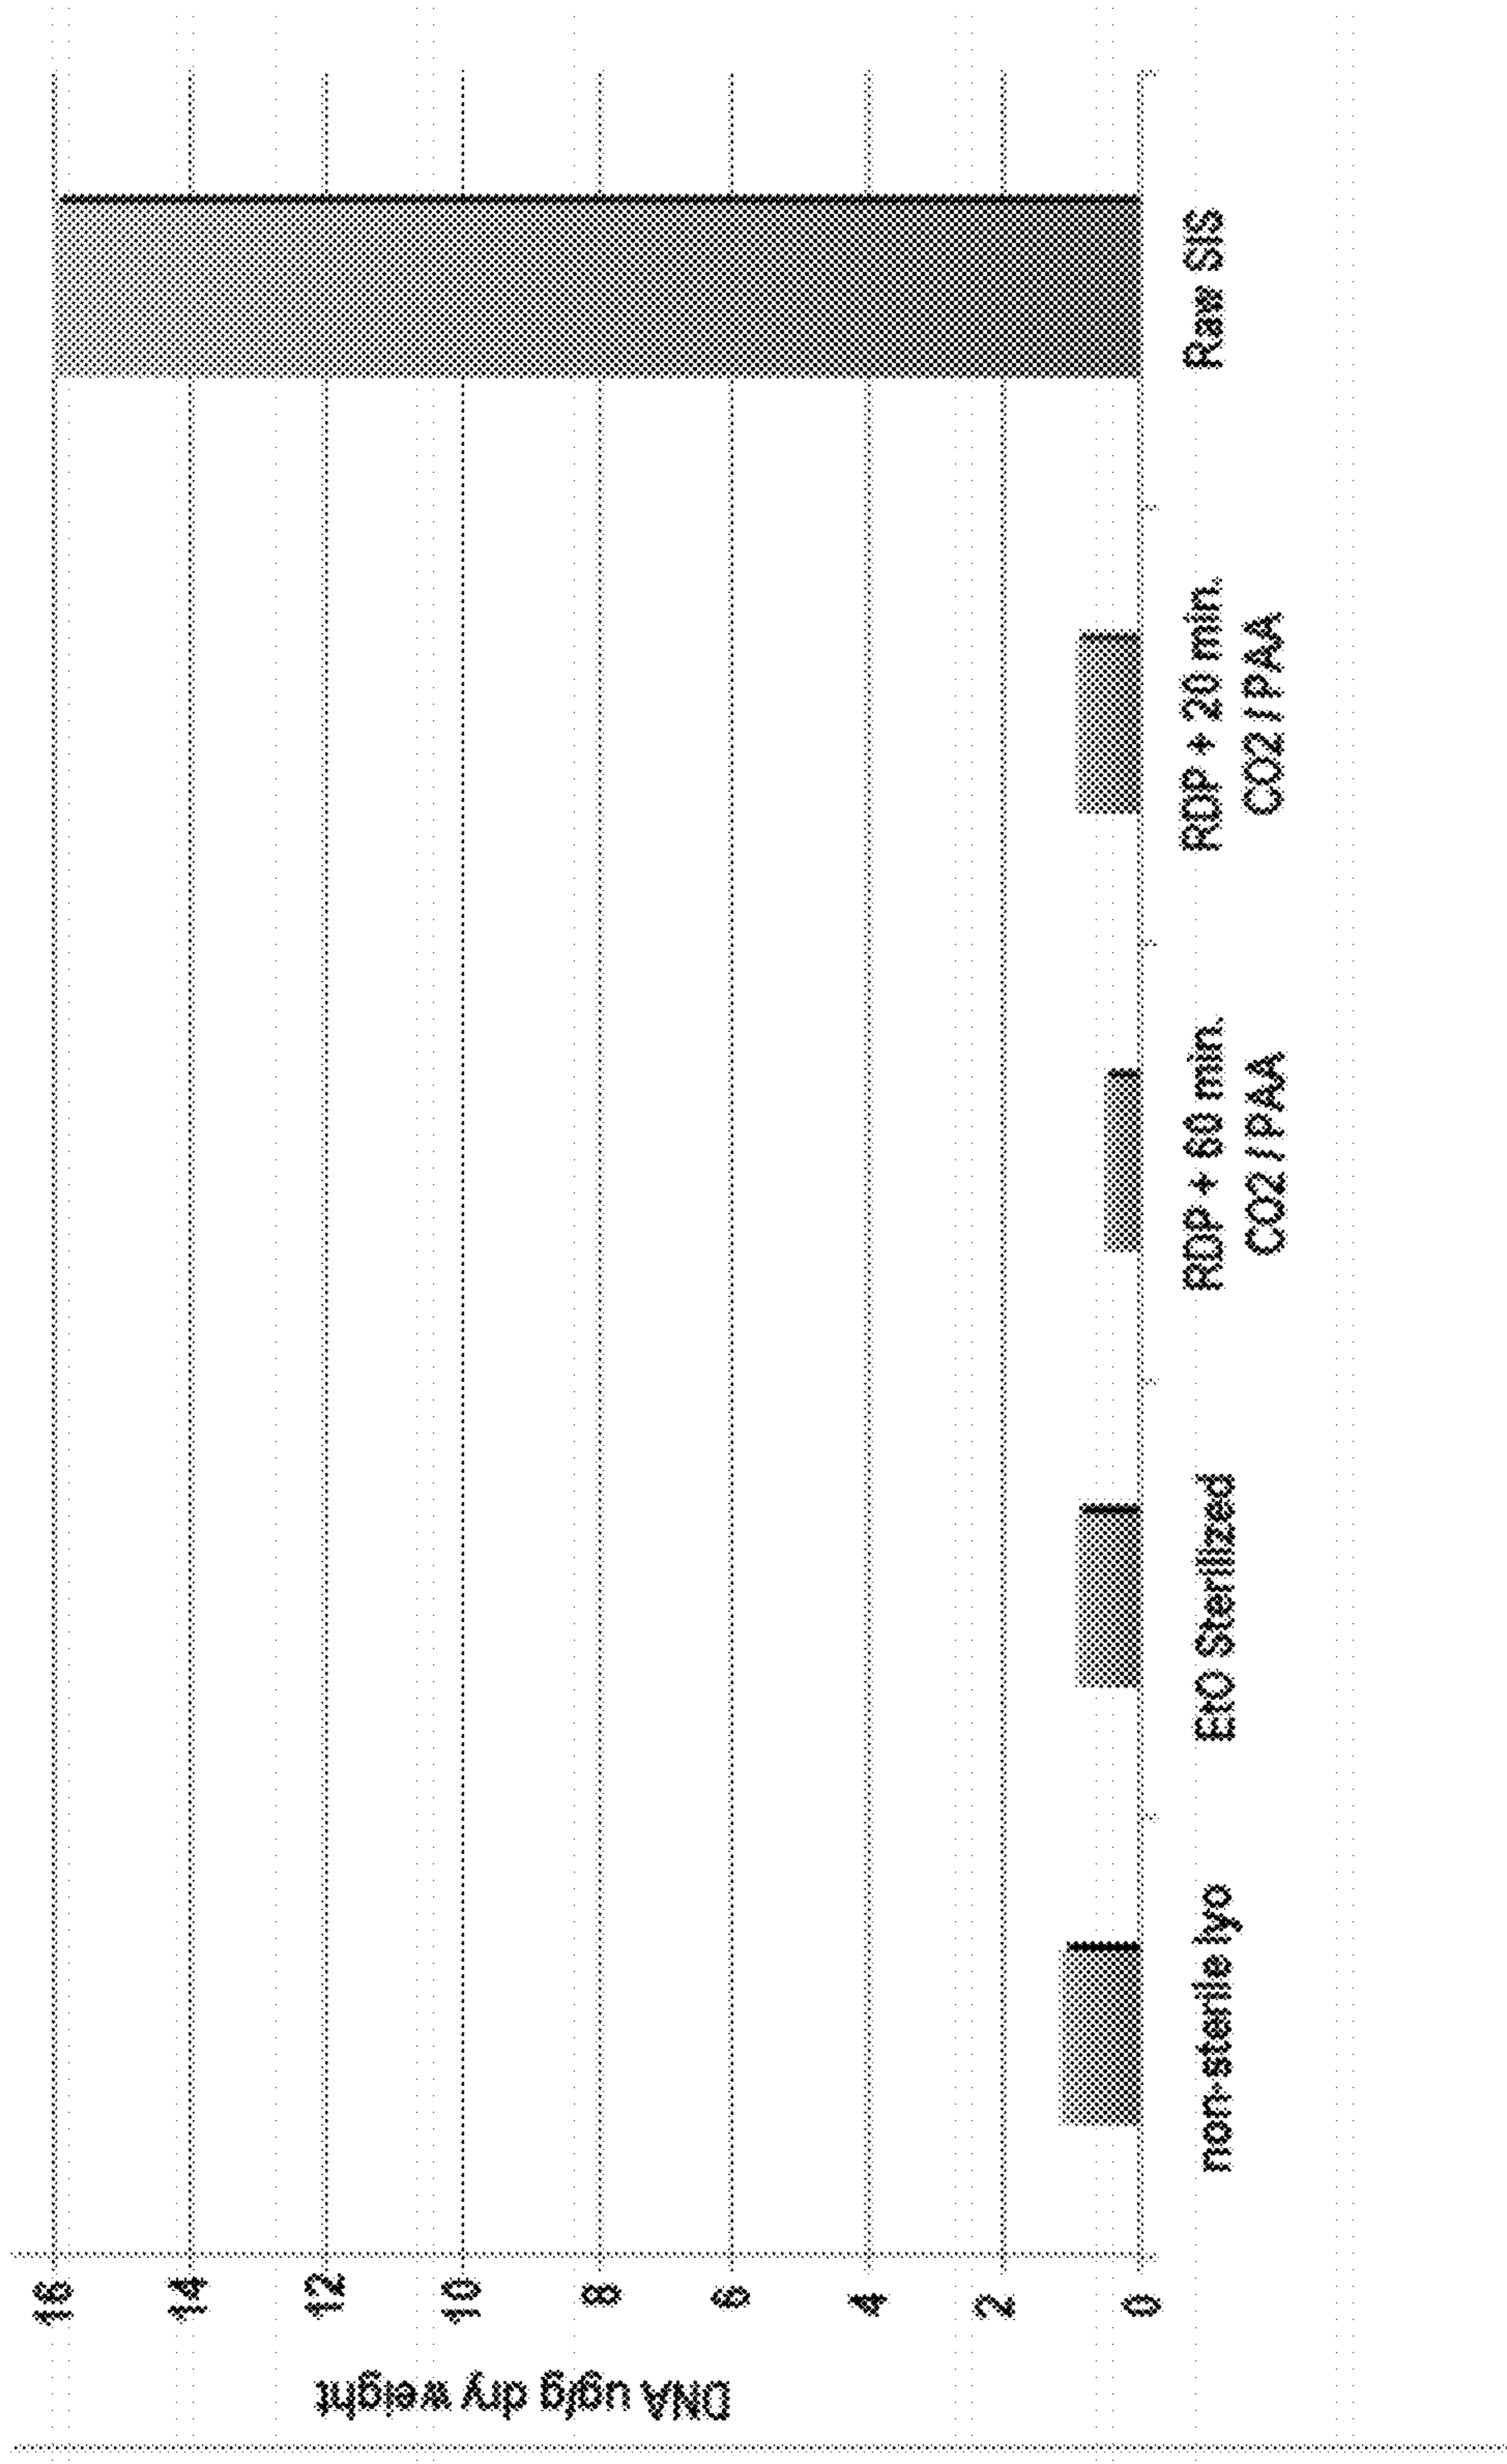 DNA ug/g dry weight
16
14
12
10
8
6
4
2
0
non-sterile lyo
EtO Sterilized
RDP + 60 min.
CO2 / PAA
RDP + 20 min.
CO2 / PAA
Raw SIS